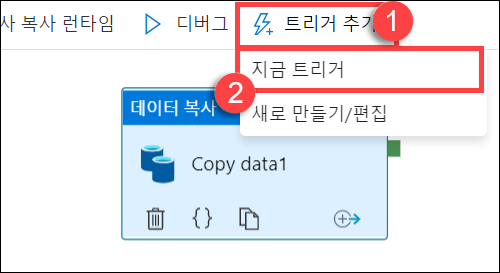 사 복사 런타임
디버그
트리거 추가
1
지금 트리거
2
새로 만들기/편집
데이터 복사
Copy data1
{}